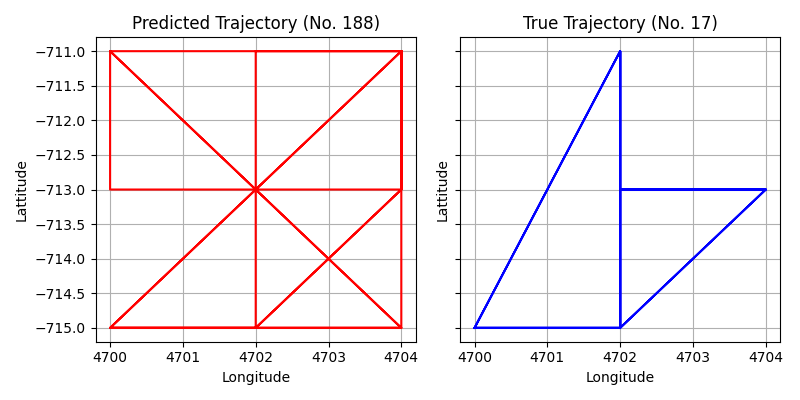 Predicted Trajectory (No. 188)
True Trajectory (No. 17)
−711.0
−711.5
−712.0
−712.5
−713.0
−713.5
−714.0
−714.5
−715.0
Lattitude
Lattitude
4700 4701 4702 4703 4704
4700 4701 4702 4703 4704
Longitude
Longitude